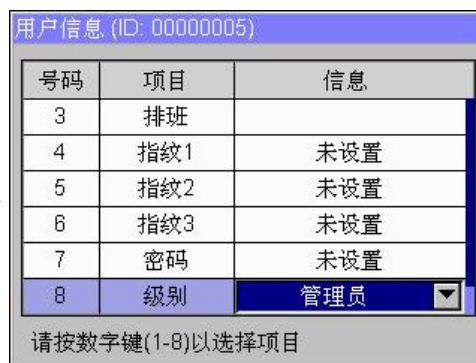 用户信息 (ID: 00000005)
号码 项目 信息
3 排班
4 指纹1 未设置
5 指纹2 未设置
6 指纹3 未设置
7 密码 未设置
8 级别 管理员
请按数字键(1-8)以选择项目